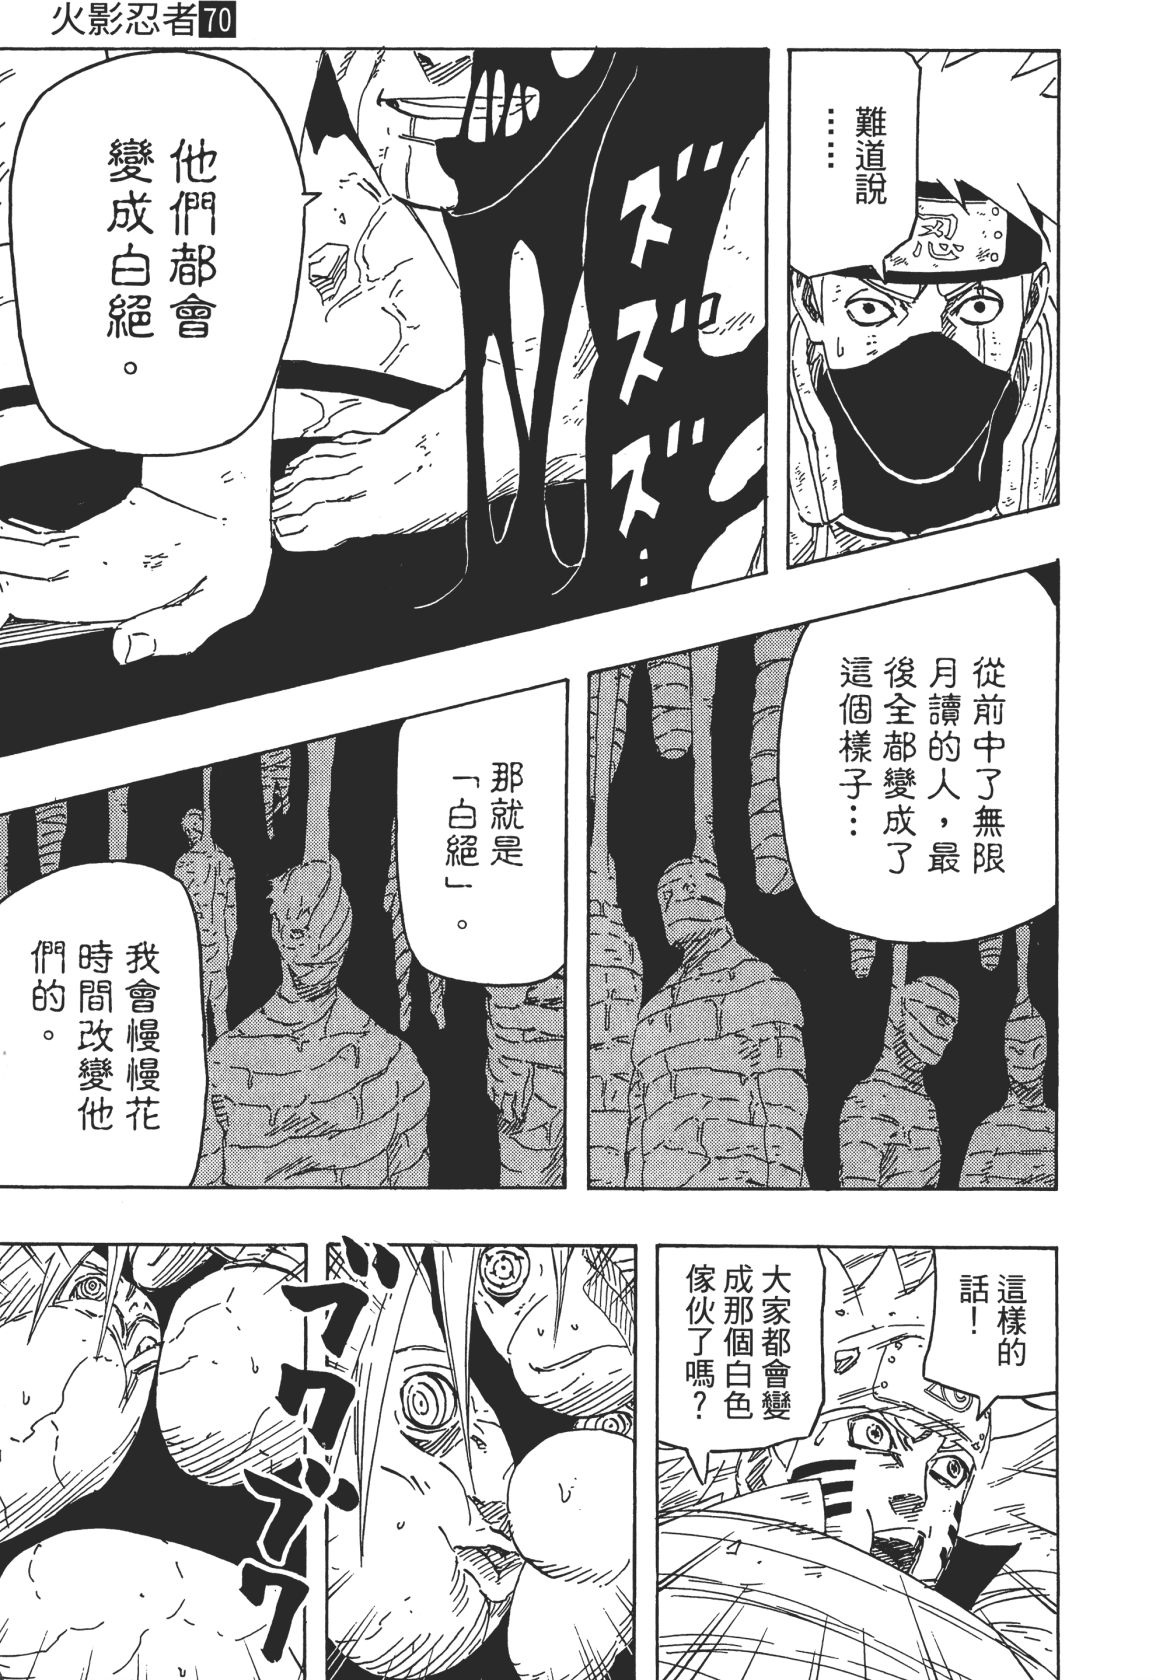 火影忍者70
難道說
……
ズズズ…
他們都會
變成白絕。
從前中了無限
月讀的人，最
後全都變成了
這個樣子…
那就是
「白絕」。
我會慢慢花
時間改變他
們的。
這樣的
話！
大家都會變
成那個白色
傢伙了嗎？
ブクブク
忍